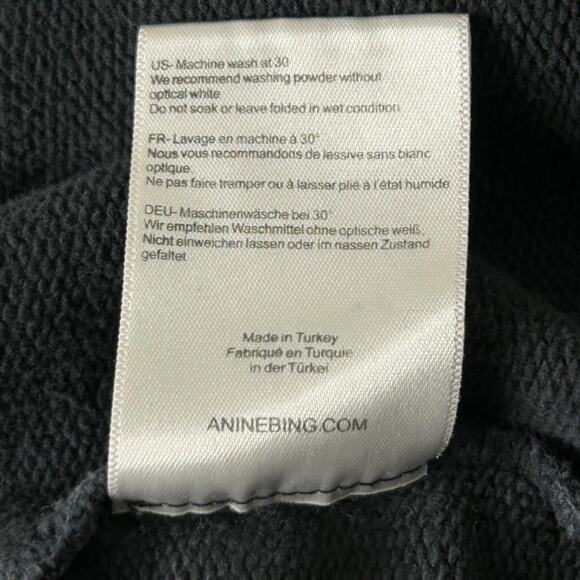 US- Machine wash at 30
We recommend washing powder without
optical white
Do not soak or leave folded in wet condition
FR- Lavage en machine à 30°
Nous vous recommandons de lessive sans blanc
optique.
Ne pas faire tremper ou à laisser plié à l'état humide
DEU- Maschinenwäsche bei 30°
Wir empfehlen Waschmittel ohne optische weiß.
Nicht einweichen lassen oder im nassen Zustand
gefaltet
Made in Turkey
Fabriqué en Turquie
in der Türkei
ANINEBING.COM